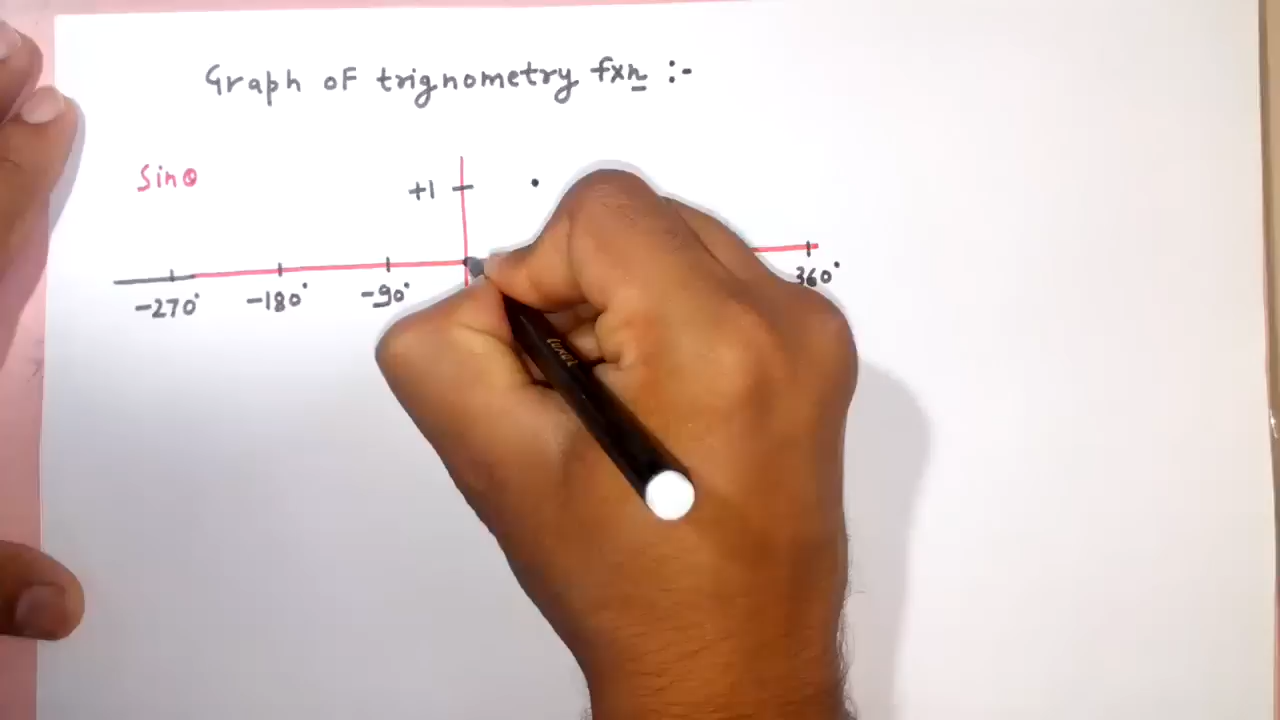 Graph of trignometry fxn :-
Sinθ
+1
-270° -180° -90° 360°